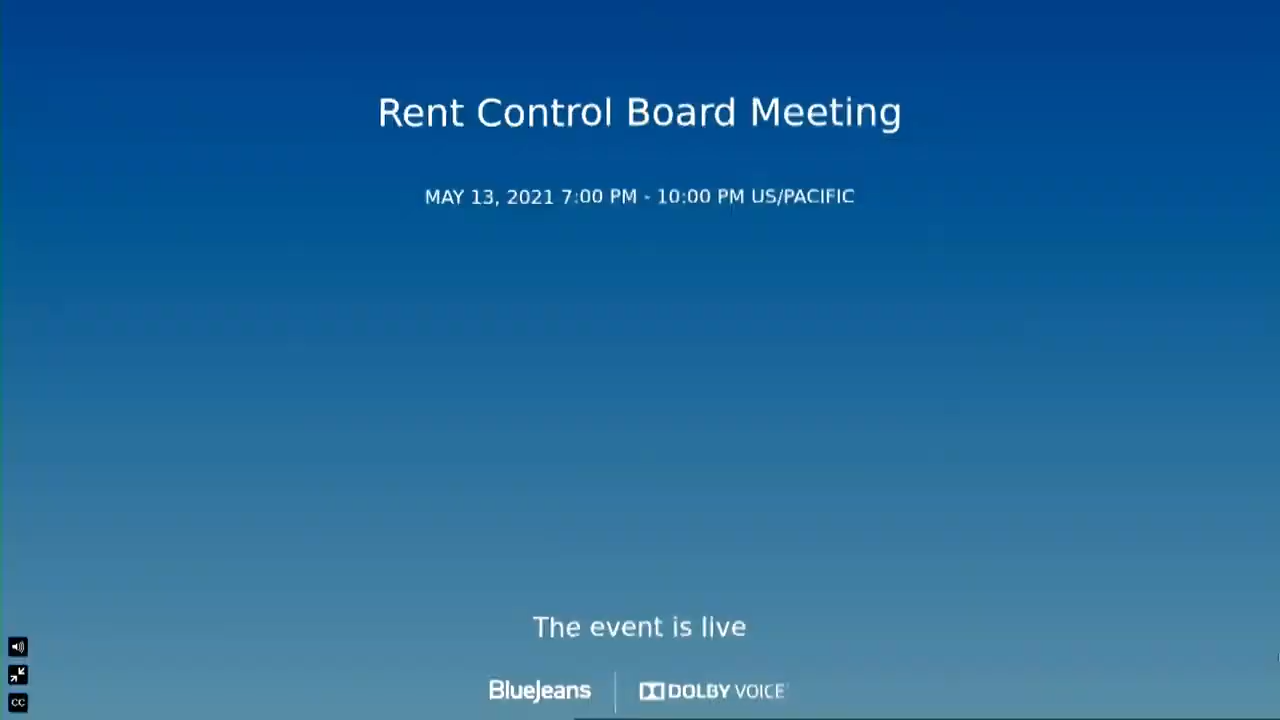 Rent Control Board Meeting
MAY 13, 2021 7:00 PM - 10:00 PM US/PACIFIC
The event is live
BlueJeans
DOLBY VOICE
CC